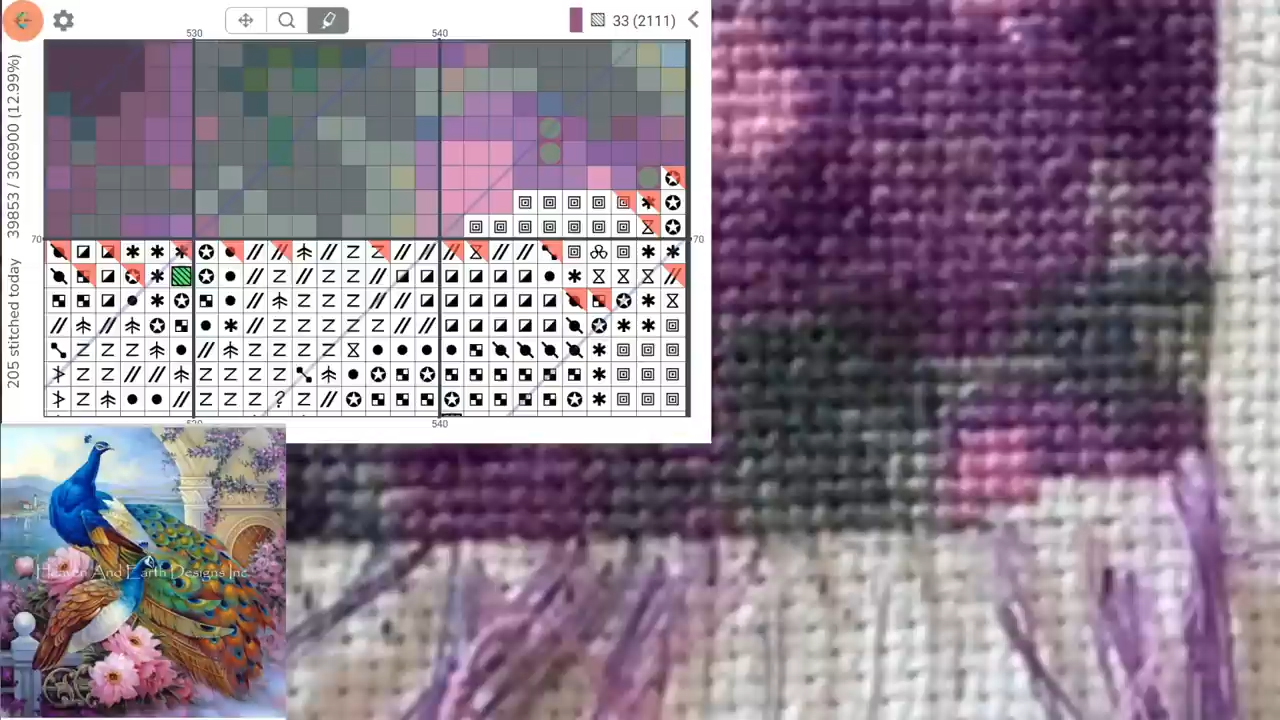 33 (2111)
530
540
39853 / 306900 (12.99%)
205 stitched today
70
70
530
540
Heaven And Earth Designs Inc.